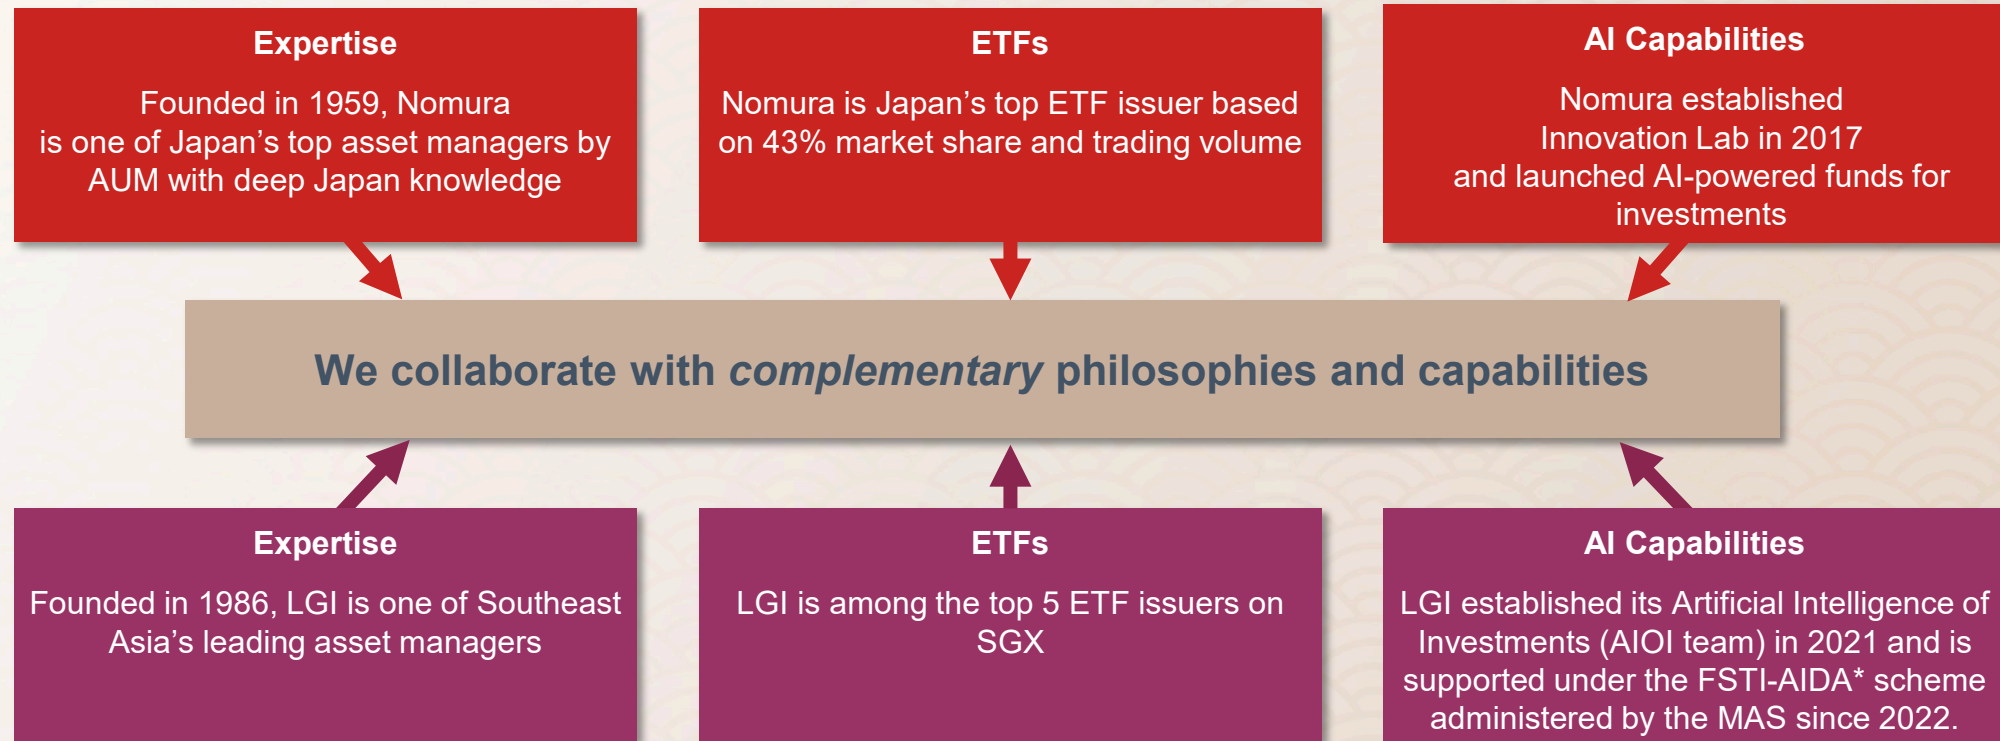 Expertise
Founded in 1959, Nomura
is one of Japan’s top asset managers by
AUM with deep Japan knowledge
ETFs
Nomura is Japan’s top ETF issuer based
on 43% market share and trading volume
AI Capabilities
Nomura established
Innovation Lab in 2017
and launched AI-powered funds for
investments
We collaborate with complementary philosophies and capabilities
Expertise
Founded in 1986, LGI is one of Southeast
Asia’s leading asset managers
ETFs
LGI is among the top 5 ETF issuers on
SGX
AI Capabilities
LGI established its Artificial Intelligence of
Investments (AIOI team) in 2021 and is
supported under the FSTI-AIDA* scheme
administered by the MAS since 2022.